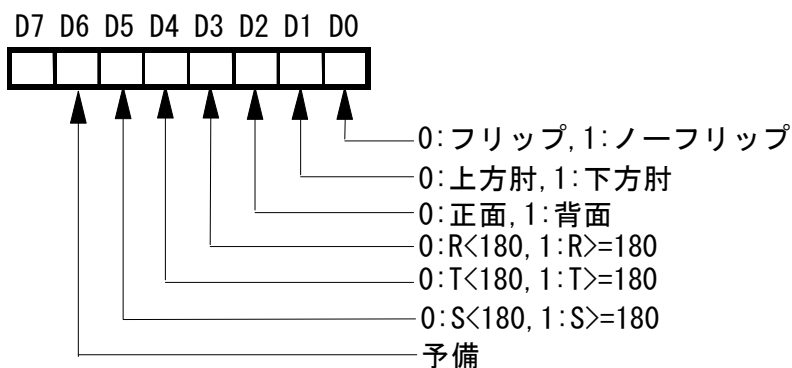 D7 D6 D5 D4 D3 D2 D1 D0
0:フリップ,1:ノーフリップ
0:上方肘,1:下方肘
0:正面,1:背面
0:R<180,1:R>=180
0:T<180,1:T>=180
0:S<180,1:S>=180
予備